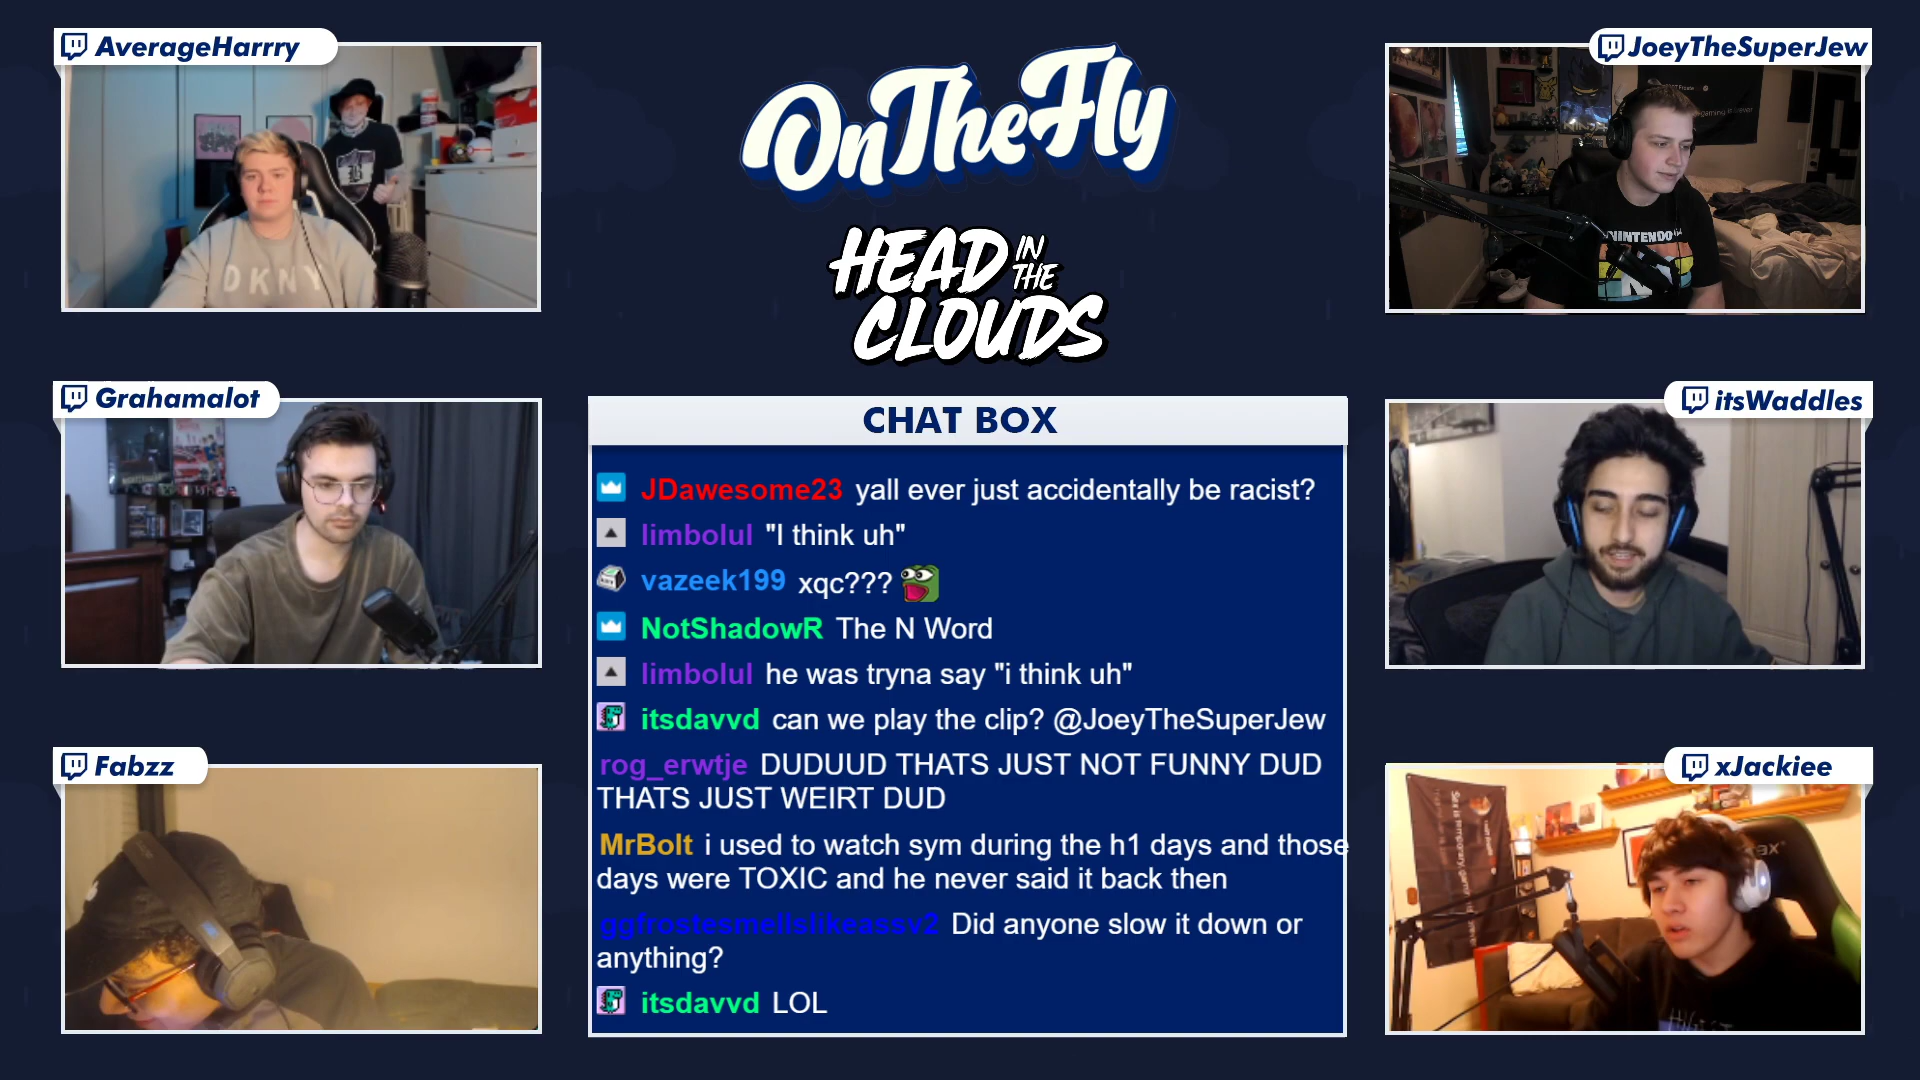 AverageHarrry
JoeyTheSuperJew
OnTheFly
HEAD IN THE CLOUDS
DKNY
NINTENDO
Grahamalot
itsWaddles
CHAT BOX
JDawesome23 yall ever just accidentally be racist?
limbolul "I think uh"
vazeek199 xqc???
NotShadowR The N Word
limbolul he was tryna say "i think uh"
itsdavvd can we play the clip? @JoeyTheSuperJew
rog_erwtje DUDUUD THATS JUST NOT FUNNY DUD
THATS JUST WEIRT DUD
MrBolt i used to watch sym during the h1 days and those
days were TOXIC and he never said it back then
ggfrostesmellslikeassv2 Did anyone slow it down or
anything?
itsdavvd LOL
Fabzz
xJackiee